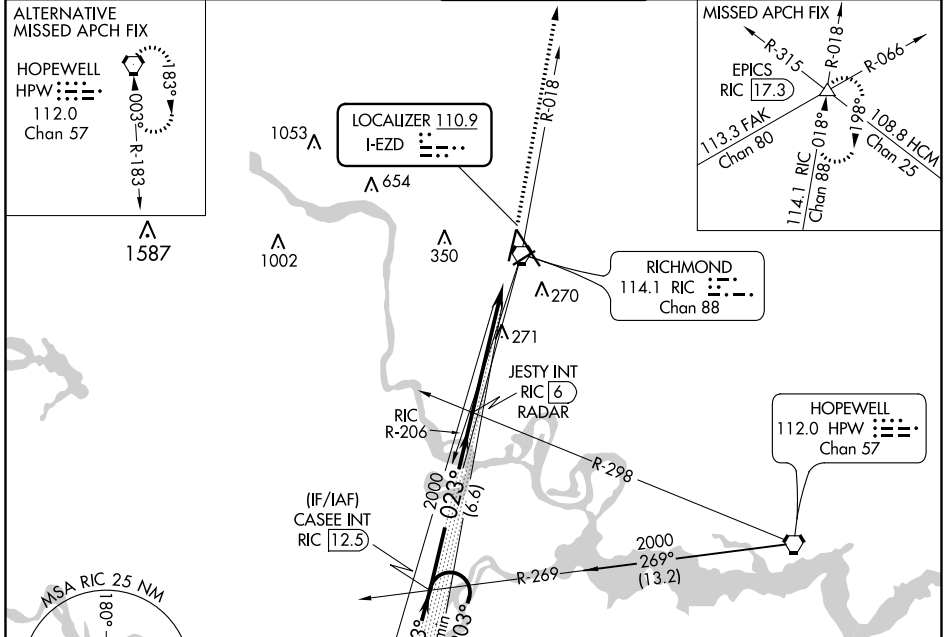 ALTERNATIVE
MISSED APCH FIX
HOPEWELL
HPW
112.0
Chan 57
183°
003°
R-183
1587
1053
654
1002
350
LOCALIZER 110.9
I-EZD
R-018
MISSED APCH FIX
R-315
R-018
R-066
EPICS
RIC 17.3
113.3 FAK
Chan 80
018°
198°
108.8 HCM
Chan 25
114.1 RIC
Chan 88
RICHMOND
114.1 RIC
Chan 88
270
271
JESTY INT
RIC 6
RADAR
RIC
R-206
HOPEWELL
112.0 HPW
Chan 57
R-298
2000
023°
(6.6)
(IF/IAF)
CASEE INT
RIC 12.5
2000
269°
(13.2)
R-269
MSA RIC 25 NM
180°
min